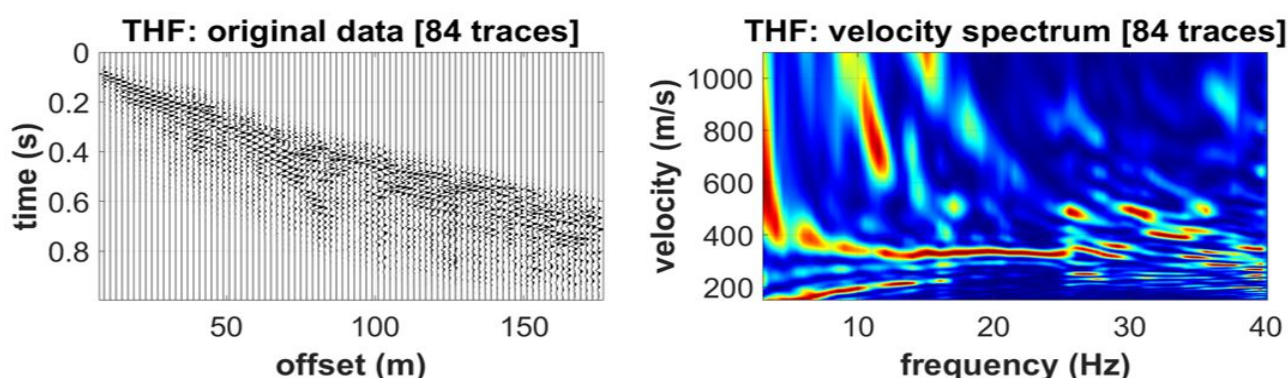 THF: original data [84 traces]
0
0.2
0.4
0.6
0.8
time (s)
50
100
150
offset (m)
THF: velocity spectrum [84 traces]
1000
800
600
400
200
velocity (m/s)
10
20
30
40
frequency (Hz)